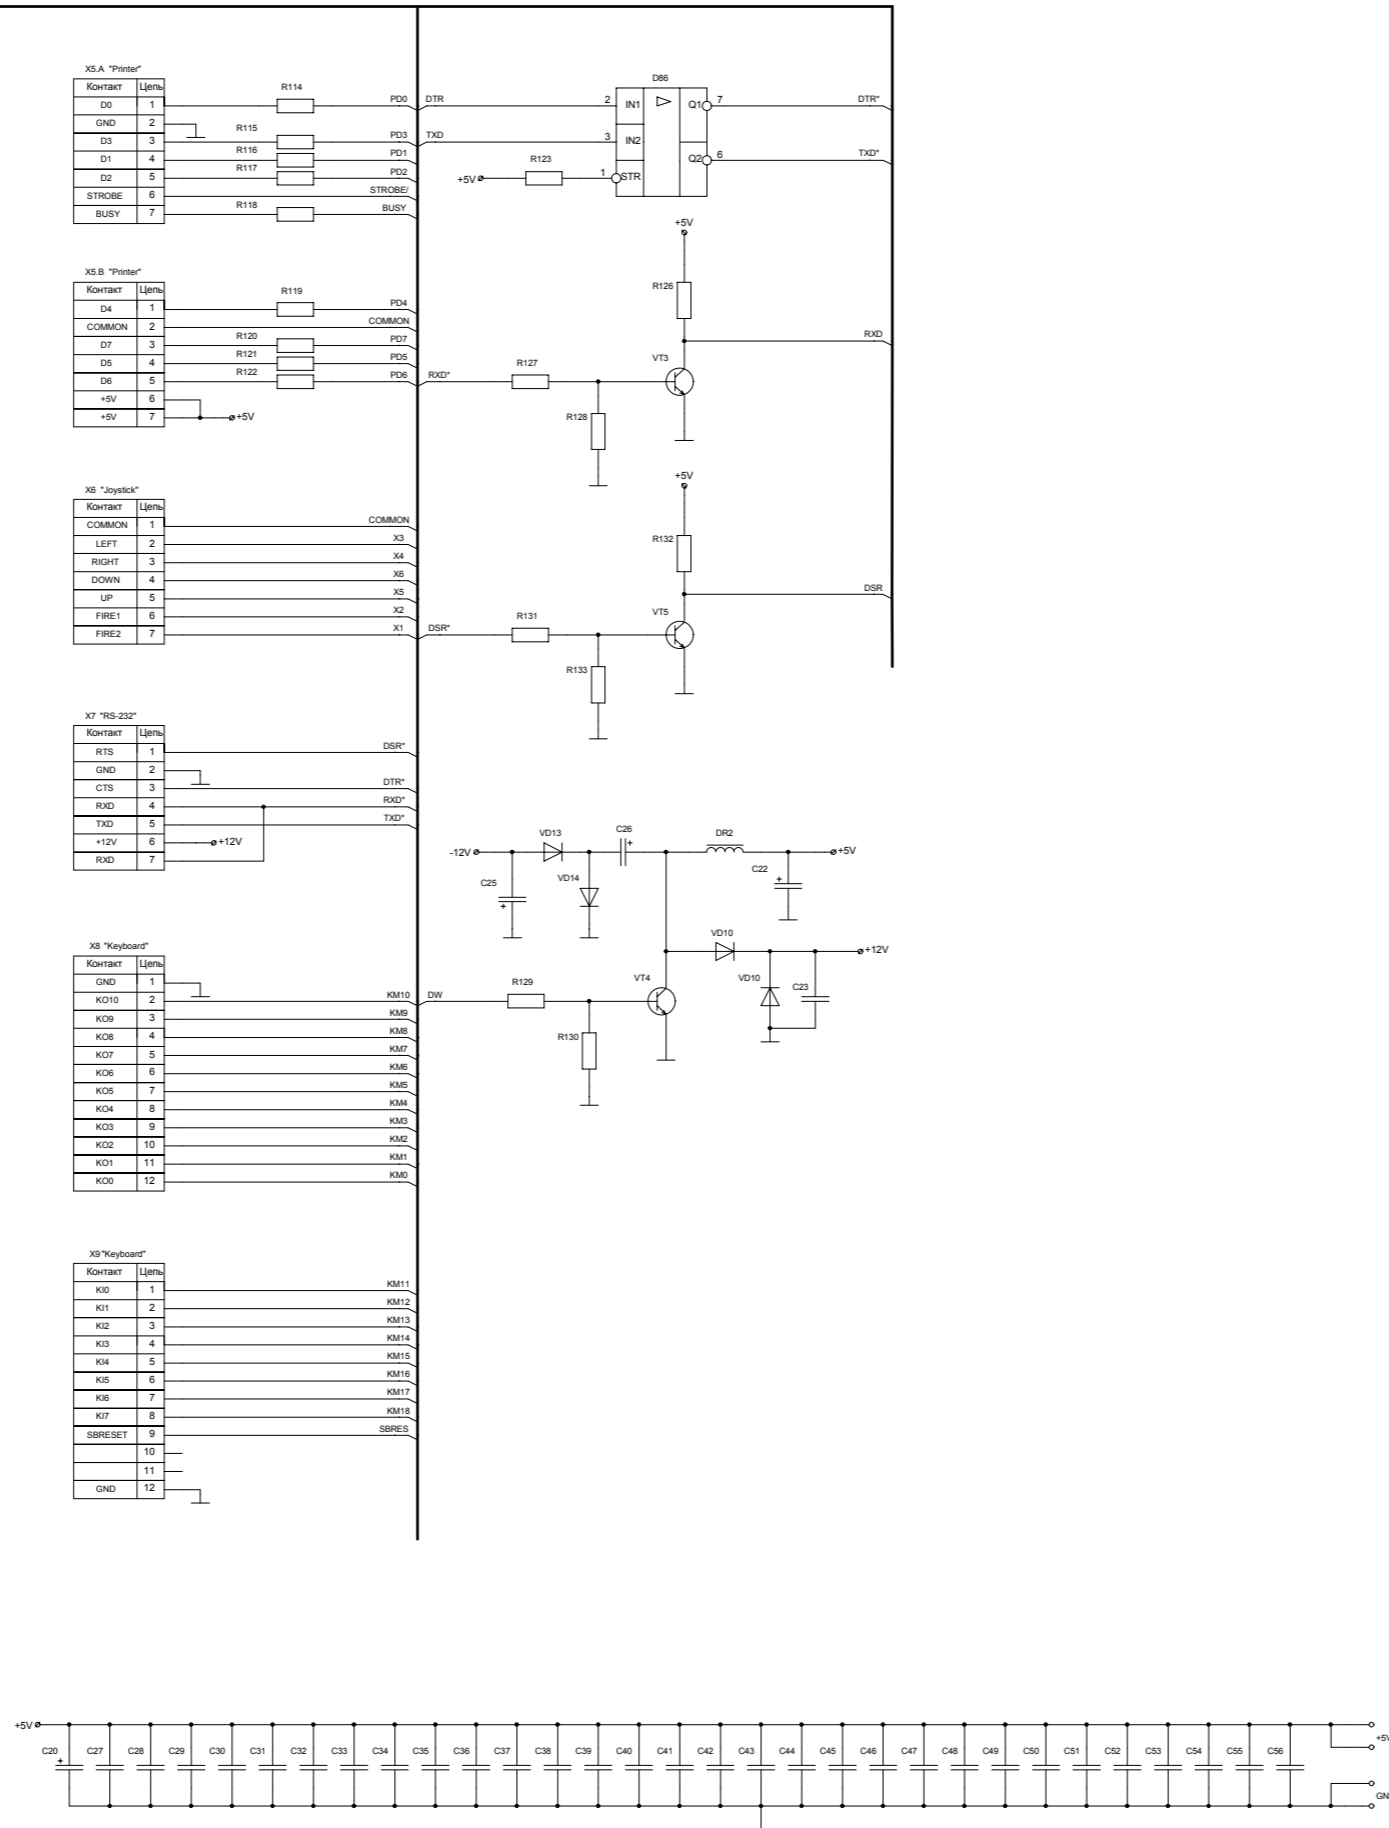 X5.A "Printer"
Контакт Цепь
D0 1
GND 2
D3 3
D1 4
D2 5
STROBE 6
BUSY 7
R114 PD0
R115 PD3
R116 PD1
R117 PD2
STROBE/
R118 BUSY
DTR 2 IN1
TXD 3 IN2
+5V R123 1 STR
D86
Q1 7 DTR*
Q2 6 TXD*
X5.B "Printer"
Контакт Цепь
D4 1
COMMON 2
D7 3
D5 4
D6 5
+5V 6
+5V 7 +5V
R119 PD4
COMMON
R120 PD7
R121 PD5
R122 PD6
+5V
R126
RXD
VT3
RXD* R127
R128
X6 "Joystick"
Контакт Цепь
COMMON 1 COMMON
LEFT 2 X3
RIGHT 3 X4
DOWN 4 X6
UP 5 X5
FIRE1 6 X2
FIRE2 7 X1
+5V
R132
DSR
VT5
DSR* R131
R133
X7 "RS-232"
Контакт Цепь
RTS 1 DSR*
GND 2
CTS 3 DTR*
RXD 4 RXD*
TXD 5 TXD*
+12V 6 +12V
RXD 7
-12V VD13 C26 + DR2 +5V
C25 + VD14 C22 +
VD10 +12V
VD10 C23
VT4
DW R129
R130
X8 "Keyboard"
Контакт Цепь
GND 1
KO10 2 KM10
KO9 3 KM9
KO8 4 KM8
KO7 5 KM7
KO6 6 KM6
KO5 7 KM5
KO4 8 KM4
KO3 9 KM3
KO2 10 KM2
KO1 11 KM1
KO0 12 KM0
X9 "Keyboard"
Контакт Цепь
KI0 1 KM11
KI1 2 KM12
KI2 3 KM13
KI3 4 KM14
KI4 5 KM15
KI5 6 KM16
KI6 7 KM17
KI7 8 KM18
SBRESET 9 SBRES
10
11
GND 12
+5V
C20 + C27 C28 C29 C30 C31 C32 C33 C34 C35 C36 C37 C38 C39 C40 C41 C42 C43 C44 C45 C46 C47 C48 C49 C50 C51 C52 C53 C54 C55 C56
+5V
GN